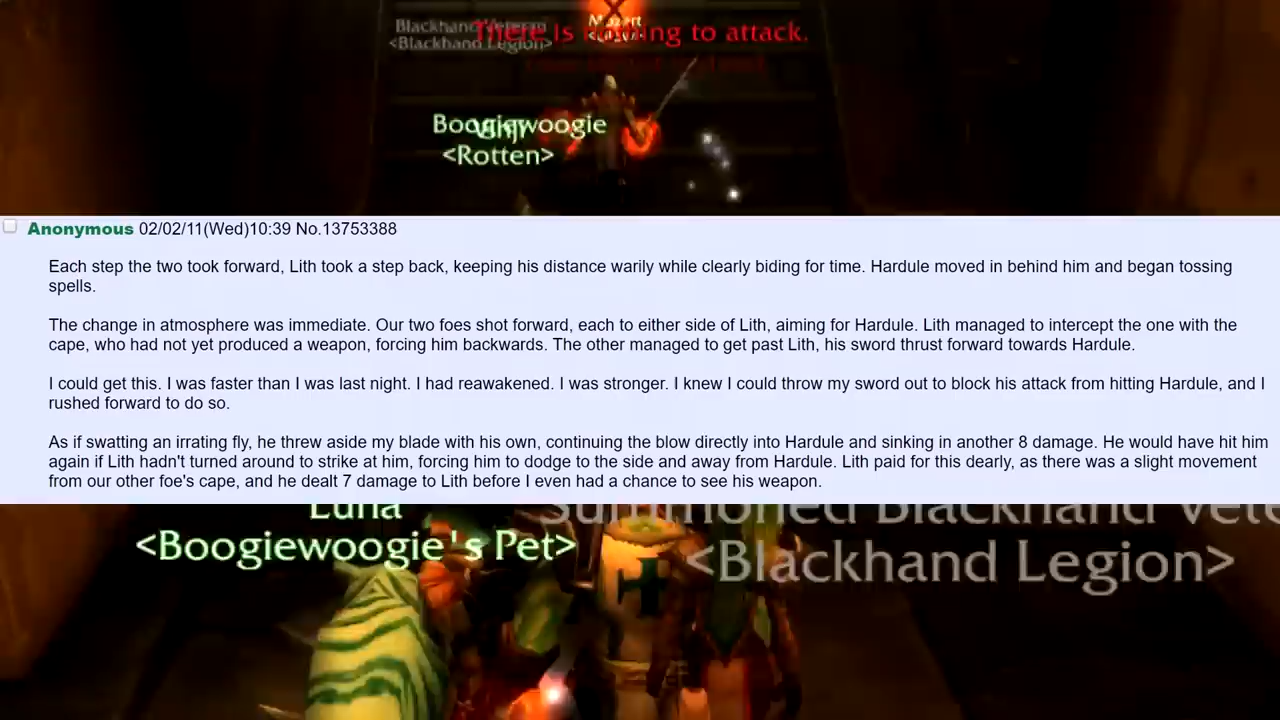 Blackhand Veteran
<Blackhand Legion>
Mozart
There is nothing to attack.
Boogiewoogie
<Rotten>
Anonymous 02/02/11(Wed)10:39 No.13753388
Each step the two took forward, Lith took a step back, keeping his distance warily while clearly biding for time. Hardule moved in behind him and began tossing
spells.
The change in atmosphere was immediate. Our two foes shot forward, each to either side of Lith, aiming for Hardule. Lith managed to intercept the one with the
cape, who had not yet produced a weapon, forcing him backwards. The other managed to get past Lith, his sword thrust forward towards Hardule.
I could get this. I was faster than I was last night. I had reawakened. I was stronger. I knew I could throw my sword out to block his attack from hitting Hardule, and I
rushed forward to do so.
As if swatting an irrating fly, he threw aside my blade with his own, continuing the blow directly into Hardule and sinking in another 8 damage. He would have hit him
again if Lith hadn't turned around to strike at him, forcing him to dodge to the side and away from Hardule. Lith paid for this dearly, as there was a slight movement
from our other foe's cape, and he dealt 7 damage to Lith before I even had a chance to see his weapon.
Luna
<Boogiewoogie's Pet>
Summoned Blackhand Vete
<Blackhand Legion>